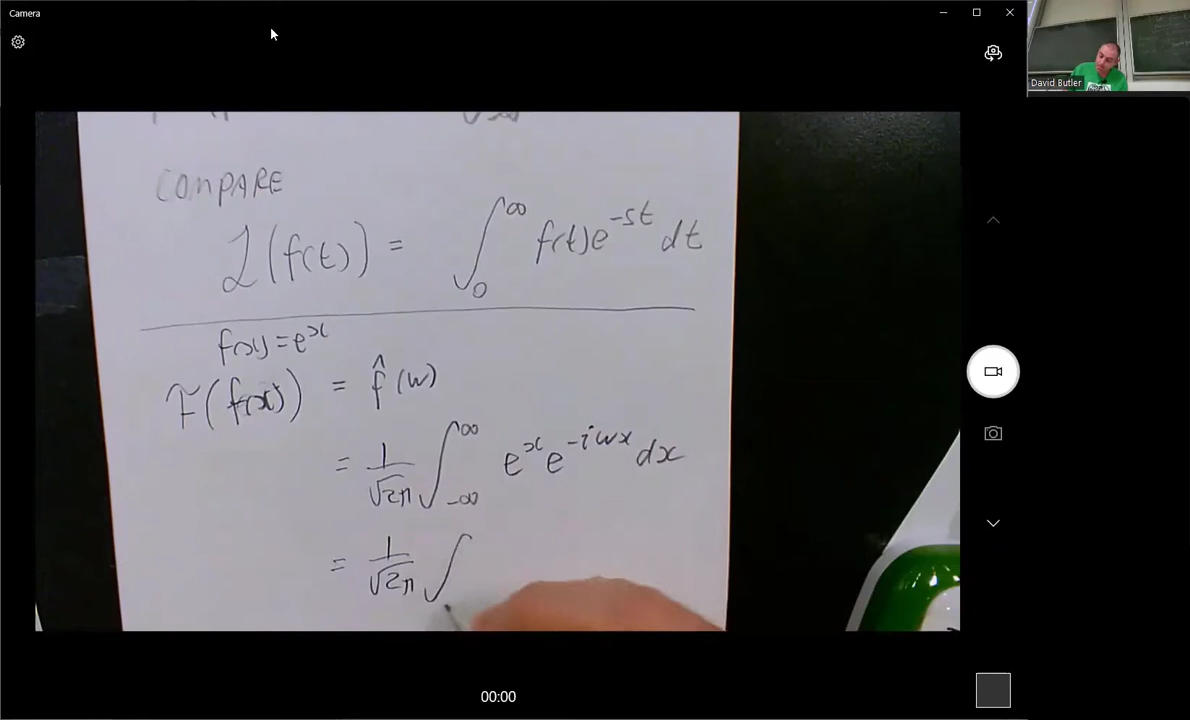 Camera
David Butler
COMPARE
ℒ(f(t)) = ∫₀^∞ f(t)e^{-st} dt
f(x) = e^x
F(f(x)) = f̂(w)
= 1/√2π ∫_{-∞}^{∞} e^x e^{-iwx} dx
= 1/√2π ∫
00:00